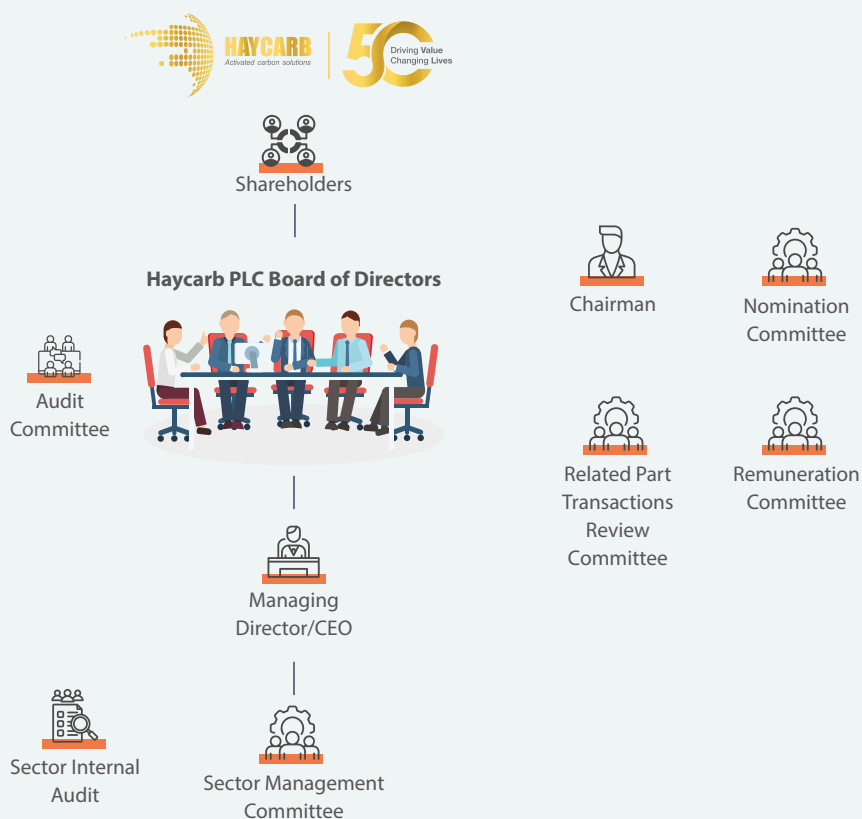 HAYCARB
Activated carbon solutions
50
Driving Value
Changing Lives
Shareholders
Haycarb PLC Board of Directors
Chairman
Nomination
Committee
Audit
Committee
Related Part
Transactions
Review
Committee
Remuneration
Committee
Managing
Director/CEO
Sector Internal
Audit
Sector Management
Committee